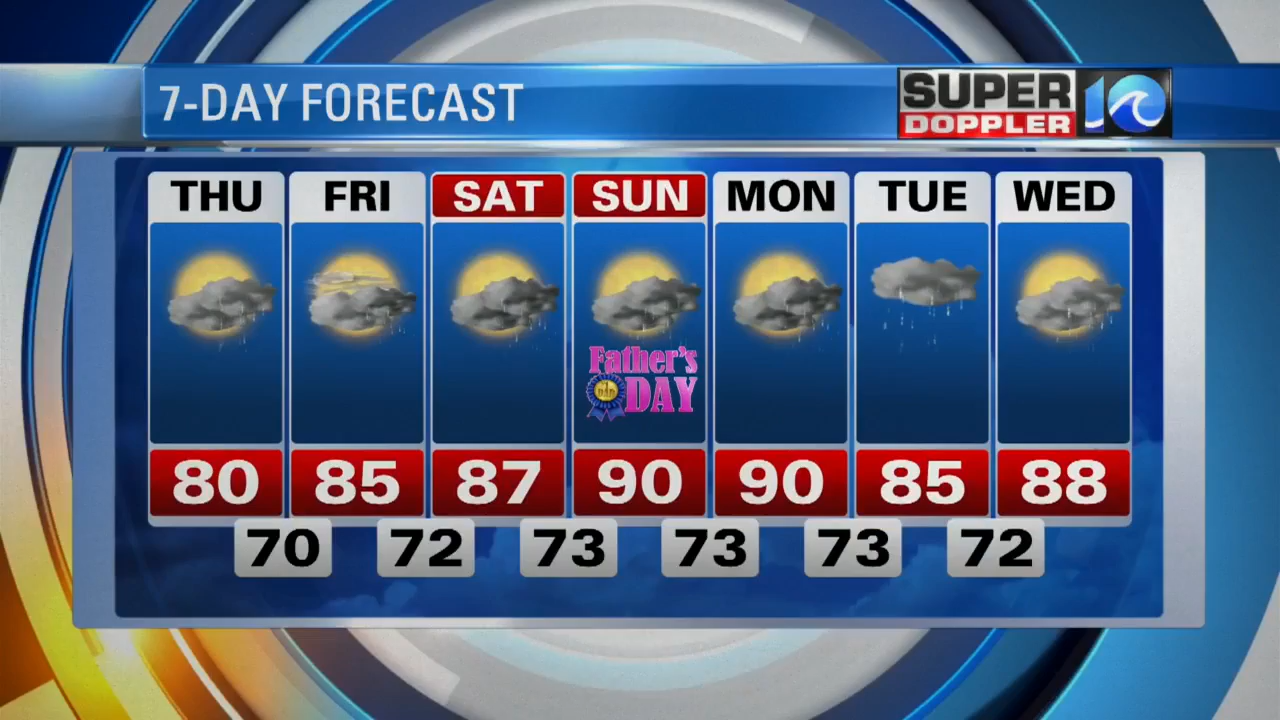 7-DAY FORECAST
SUPER
DOPPLER 10
THU FRI SAT SUN MON TUE WED
Father's
DAY
80 85 87 90 90 85 88
70 72 73 73 73 72